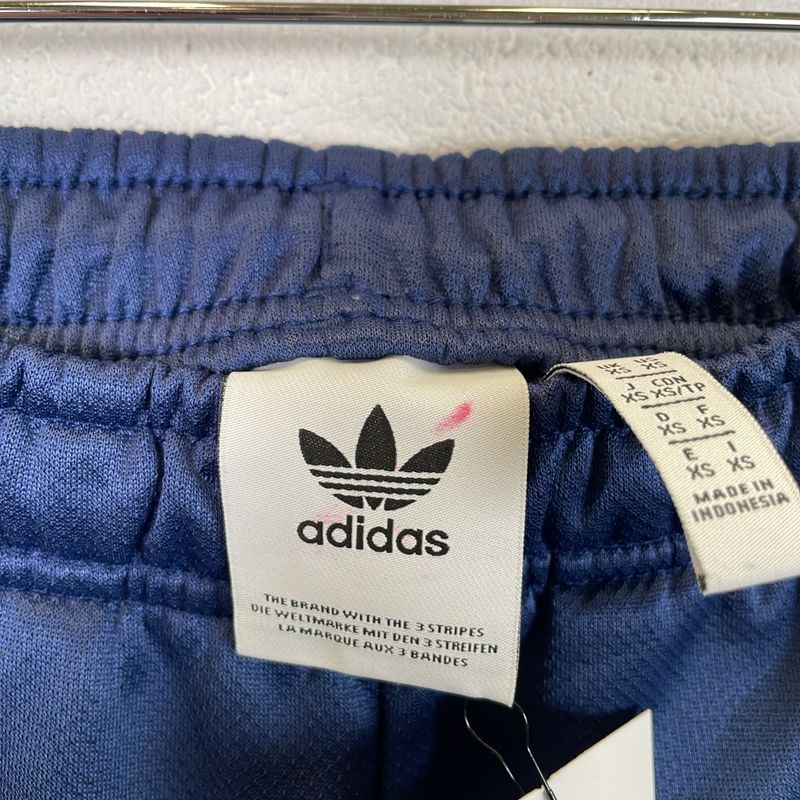 adidas
THE BRAND WITH THE 3 STRIPES
DIE WELTMARKE MIT DEN 3 STREIFEN
LA MARQUE AUX 3 BANDES
UK US
XS XS
J CDN
XS XS/TP
D F
XS XS
E I
XS XS
MADE IN
INDONESIA